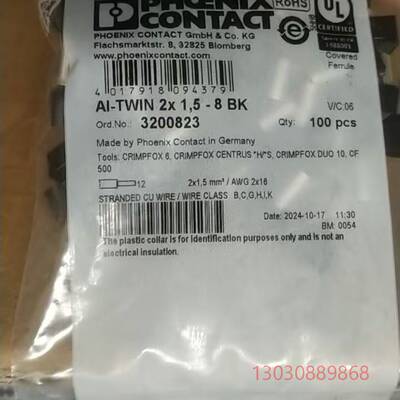 PHOENIX
CONTACT
PHOENIX CONTACT GmbH & Co. KG
Flachsmarktstr. 8, 32825 Blomberg
www.phoenixcontact.com
RoHS
UL
CERTIFIED
Covered
Ferrule
4017918094379
AI-TWIN 2x 1,5 - 8 BK
V/C:06
Ord.No.: 3200823
Qty: 100 pcs
Made by Phoenix Contact in Germany
Tools: CRIMPFOX 6, CRIMPFOX CENTRUS "H/"S, CRIMPFOX DUO 10, CF
500
12
2x1,5 mm² / AWG 2x16
STRANDED CU WIRE / WIRE CLASS B,C,G,H,I,K
Date: 2024-10-17 11:30
BM: 0054
The plastic collar is for identification purposes only and is not an
electrical insulation.
13030889868